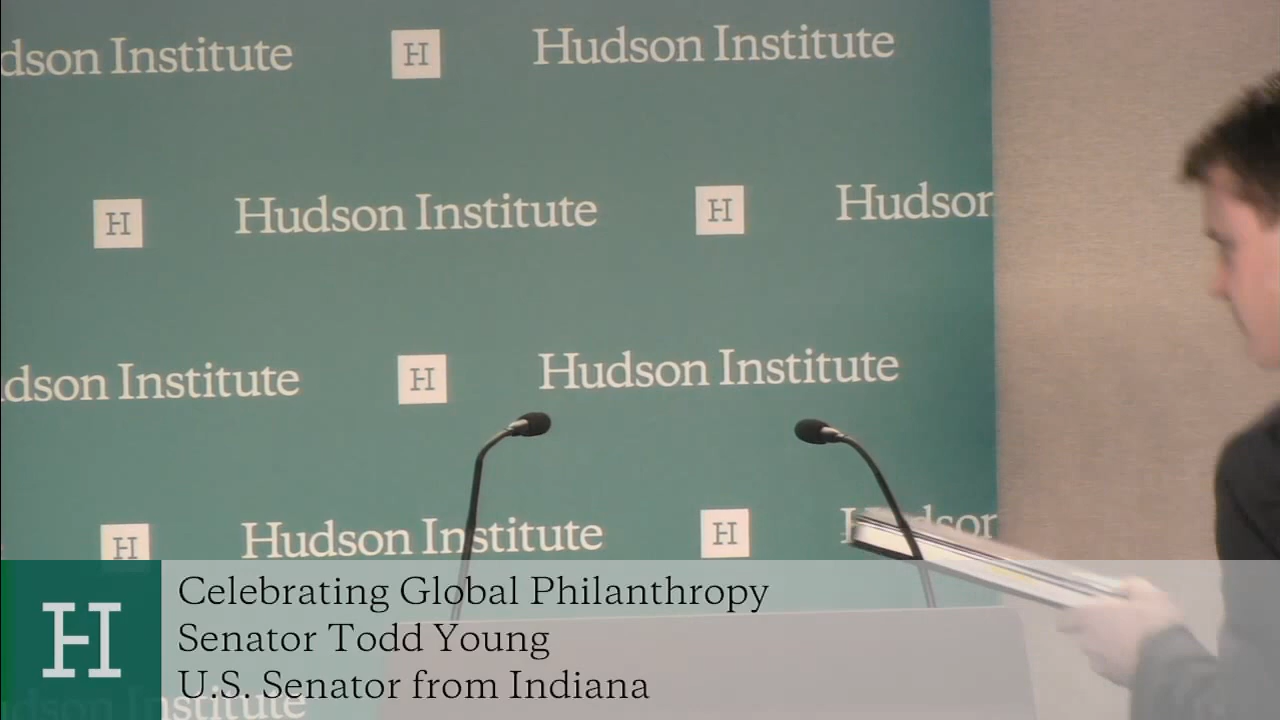 dson Institute H Hudson Institute
H Hudson Institute H Hudson
dson Institute H Hudson Institute
H Hudson Institute H
Celebrating Global Philanthropy
Senator Todd Young
U.S. Senator from Indiana
H